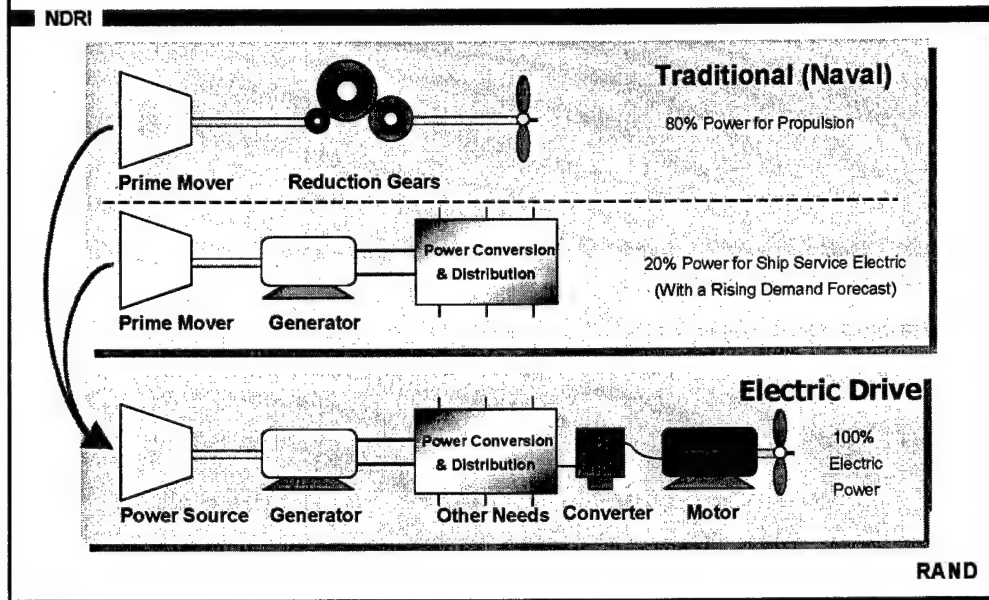 NDRI
Traditional (Naval)
80% Power for Propulsion
Prime Mover
Reduction Gears
Power Conversion
& Distribution
20% Power for Ship Service Electric
(With a Rising Demand Forecast)
Prime Mover
Generator
Electric Drive
Power Conversion
& Distribution
100%
Electric
Power
Power Source
Generator
Other Needs
Converter
Motor
RAND